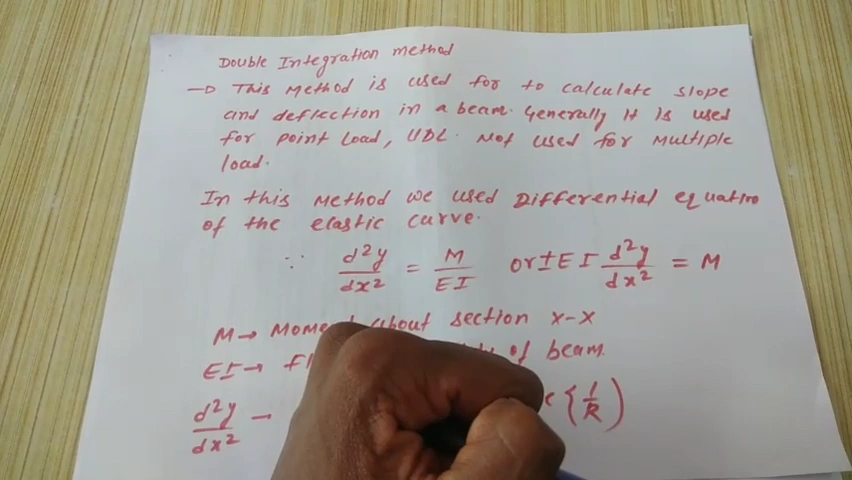 Double Integration method
→ This Method is used for to calculate slope
and deflection in a beam. Generally it is used
for point Load, UDL. Not used for Multiple
load.
In this Method we used Differential equation
of the elastic curve.
∵ d²y/dx² = M/EI or ±EI d²y/dx² = M
M → Moment about section x-x
EI → of beam.
d²y/dx² → {1/R}